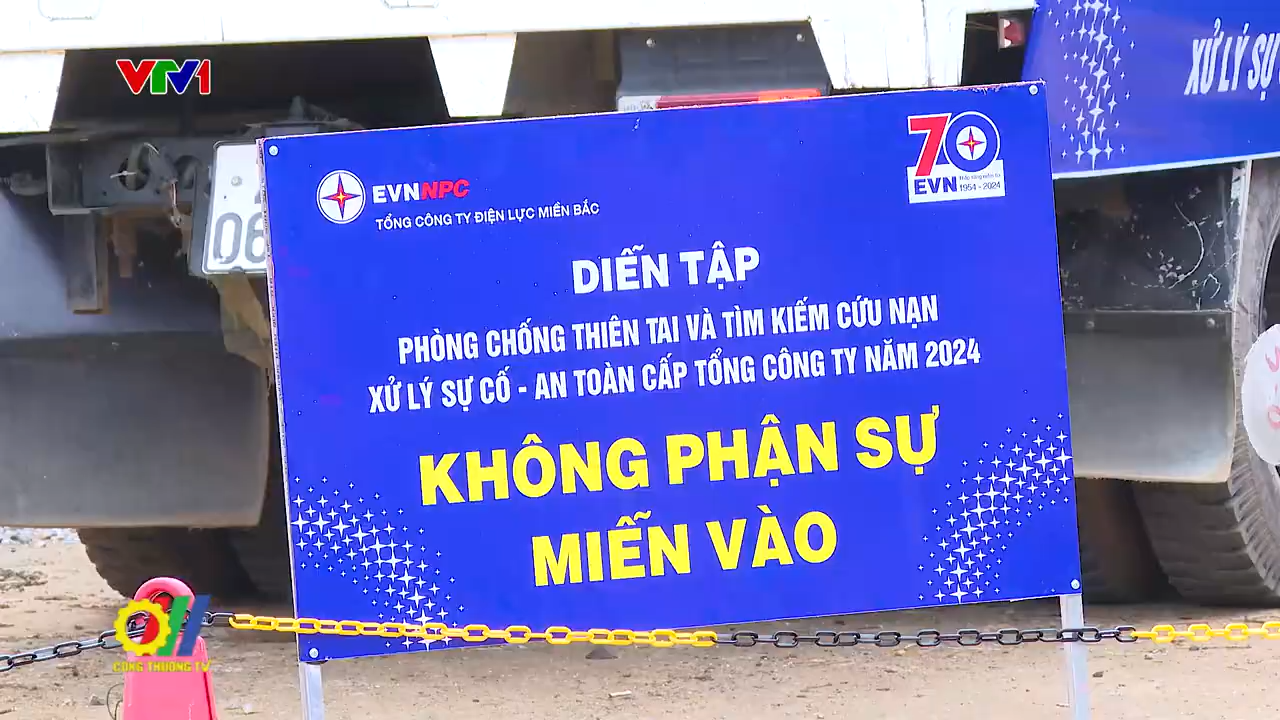 VTV1
XỬ LÝ SỰ
06
EVNNPC
TỔNG CÔNG TY ĐIỆN LỰC MIỀN BẮC
70
EVN
1954 - 2024
DIỄN TẬP
PHÒNG CHỐNG THIÊN TAI VÀ TÌM KIẾM CỨU NẠN
XỬ LÝ SỰ CỐ - AN TOÀN CẤP TỔNG CÔNG TY NĂM 2024
KHÔNG PHẬN SỰ
MIỄN VÀO
CÔNG THƯƠNG TV